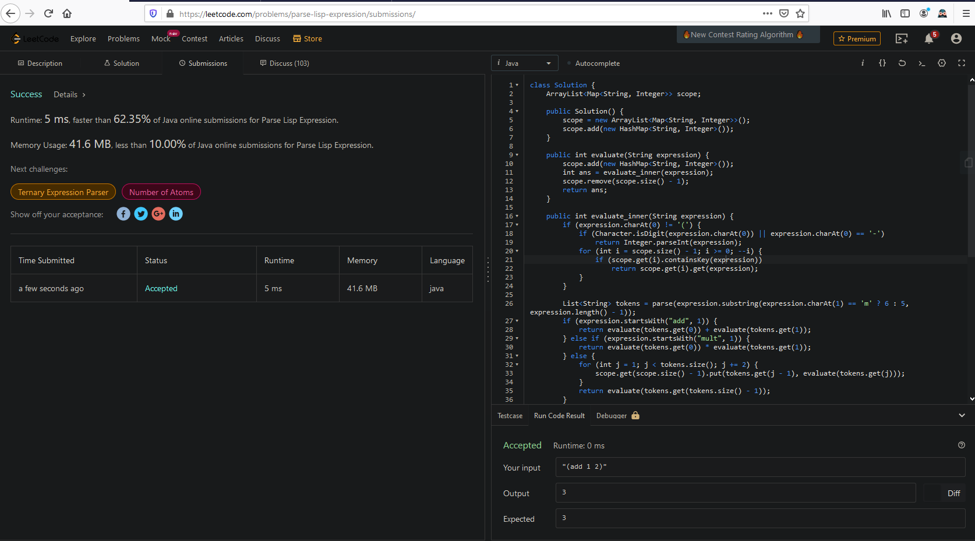 https://leetcode.com/problems/parse-lisp-expression/submissions/
LeetCode
Explore
Problems
Mock
new
Contest
Articles
Discuss
Store
🔥New Contest Rating Algorithm 🔥
Premium
5
Description
Solution
Submissions
Discuss (103)
Success
Details
Runtime: 5 ms, faster than 62.35% of Java online submissions for Parse Lisp Expression.
Memory Usage: 41.6 MB, less than 10.00% of Java online submissions for Parse Lisp Expression.
Next challenges:
Ternary Expression Parser
Number of Atoms
Show off your acceptance:
Time Submitted Status Runtime Memory Language
a few seconds ago Accepted 5 ms 41.6 MB java
i Java
Autocomplete
1 class Solution {
2 ArrayList<Map<String, Integer>> scope;
3
4 public Solution() {
5 scope = new ArrayList<Map<String, Integer>>();
6 scope.add(new HashMap<String, Integer>());
7 }
8
9 public int evaluate(String expression) {
10 scope.add(new HashMap<String, Integer>());
11 int ans = evaluate_inner(expression);
12 scope.remove(scope.size() - 1);
13 return ans;
14 }
15
16 public int evaluate_inner(String expression) {
17 if (expression.charAt(0) != '(') {
18 if (Character.isDigit(expression.charAt(0)) || expression.charAt(0) == '-')
19 return Integer.parseInt(expression);
20 for (int i = scope.size() - 1; i >= 0; --i) {
21 if (scope.get(i).containsKey(expression))
22 return scope.get(i).get(expression);
23 }
24 }
25
26 List<String> tokens = parse(expression.substring(expression.charAt(1) == 'm' ? 6 : 5,
expression.length() - 1));
27 if (expression.startsWith("add", 1)) {
28 return evaluate(tokens.get(0)) + evaluate(tokens.get(1));
29 } else if (expression.startsWith("mult", 1)) {
30 return evaluate(tokens.get(0)) * evaluate(tokens.get(1));
31 } else {
32 for (int j = 1; j < tokens.size(); j += 2) {
33 scope.get(scope.size() - 1).put(tokens.get(j - 1), evaluate(tokens.get(j)));
34 }
35 return evaluate(tokens.get(tokens.size() - 1));
36 }
Testcase
Run Code Result
Debugger
Accepted Runtime: 0 ms
Your input "(add 1 2)"
Output 3
Diff
Expected 3